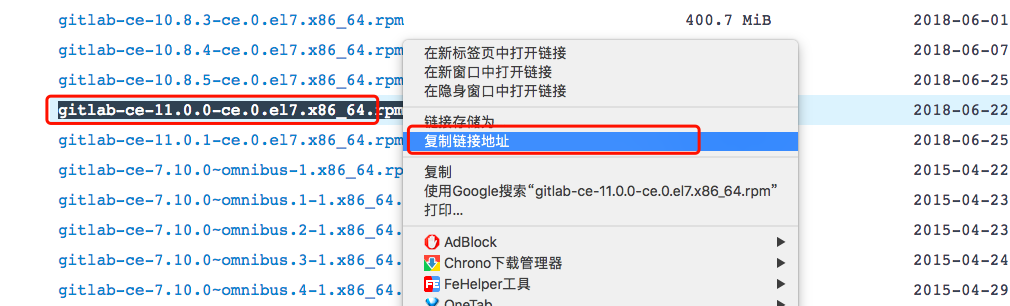 gitlab-ce-10.8.3-ce.0.el7.x86_64.rpm 400.7 MiB 2018-06-01
gitlab-ce-10.8.4-ce.0.el7.x86_64.rpm 2018-06-07
gitlab-ce-10.8.5-ce.0.el7.x86_64.rpm 2018-06-25
gitlab-ce-11.0.0-ce.0.el7.x86_64.rpm 2018-06-22
gitlab-ce-11.0.1-ce.0.el7.x86_64.rp 2018-06-25
gitlab-ce-7.10.0~omnibus-1.x86_64.rp 2015-04-22
gitlab-ce-7.10.0~omnibus.1-1.x86_64. 2015-04-23
gitlab-ce-7.10.0~omnibus.2-1.x86_64. 2015-04-23
gitlab-ce-7.10.0~omnibus.3-1.x86_64. 2015-04-24
gitlab-ce-7.10.0~omnibus.4-1.x86_64. 2015-04-29
在新标签页中打开链接
在新窗口中打开链接
在隐身窗口中打开链接
链接存储为
复制链接地址
复制
使用Google搜索“gitlab-ce-11.0.0-ce.0.el7.x86_64.rpm”
打印...
AdBlock
Chrono下载管理器
FeHelper工具
OneTab